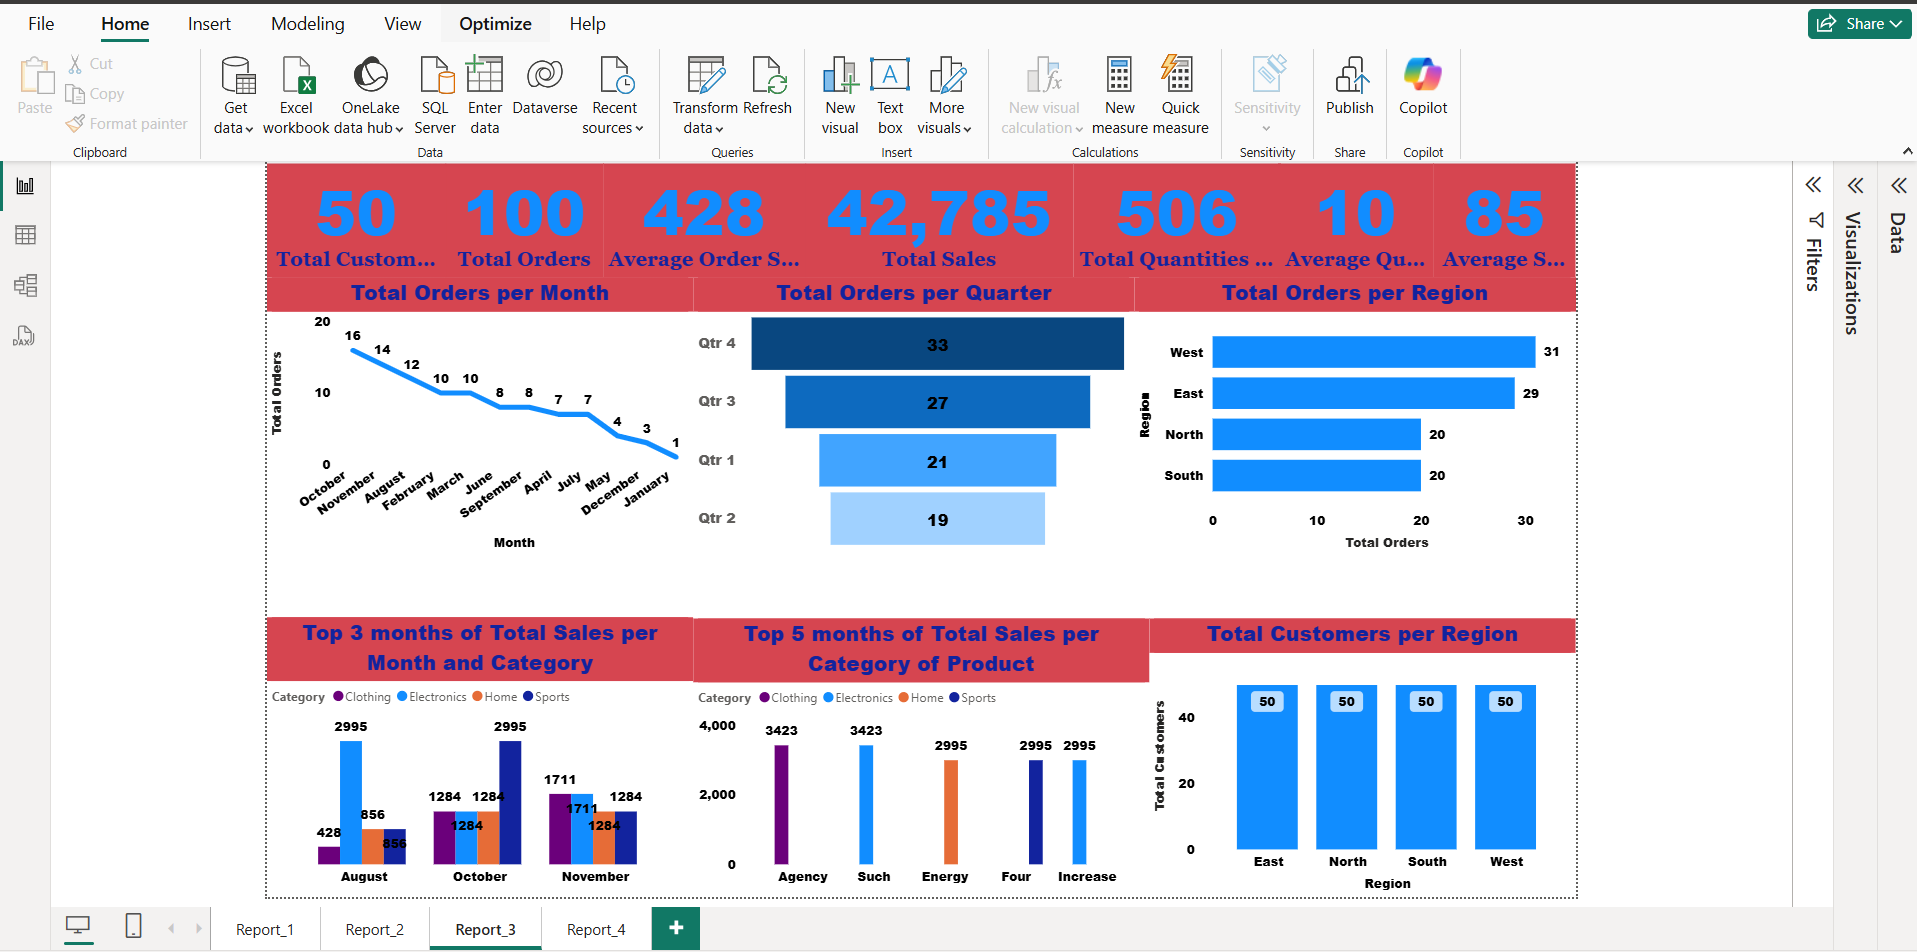 File Home Insert Modeling View Optimize Help Share
Paste
Cut
Copy
Format painter
Clipboard
Get data
Excel workbook
OneLake data hub
SQL Server
Enter data
Dataverse
Recent sources
Data
Transform data
Refresh
Queries
New visual
Text box
More visuals
Insert
New visual calculation
New measure
Quick measure
Calculations
Sensitivity
Sensitivity
Publish
Share
Copilot
Copilot
DAX
50 100 428 42,785 506 10 85
Total Custom... Total Orders Average Order S... Total Sales Total Quantities ... Average Qu... Average S...
Total Orders per Month
Total Orders
20
10
0
16 14 12 10 10 8 8 7 7 4 3 1
October November August February March June September April July May December January
Month
Total Orders per Quarter
Qtr 4 33
Qtr 3 27
Qtr 1 21
Qtr 2 19
Total Orders per Region
Region
West 31
East 29
North 20
South 20
0 10 20 30
Total Orders
Top 3 months of Total Sales per
Month and Category
Category Clothing Electronics Home Sports
428 2995 856 856
1284 1284 1284 2995
1711 1711 1284 1284
August October November
Top 5 months of Total Sales per
Category of Product
Category Clothing Electronics Home Sports
4,000
2,000
0
3423 3423 2995 2995 2995
Agency Such Energy Four Increase
Total Customers per Region
Total Customers
40
20
0
50 50 50 50
East North South West
Region
Filters
Visualizations
Data
Report_1 Report_2 Report_3 Report_4